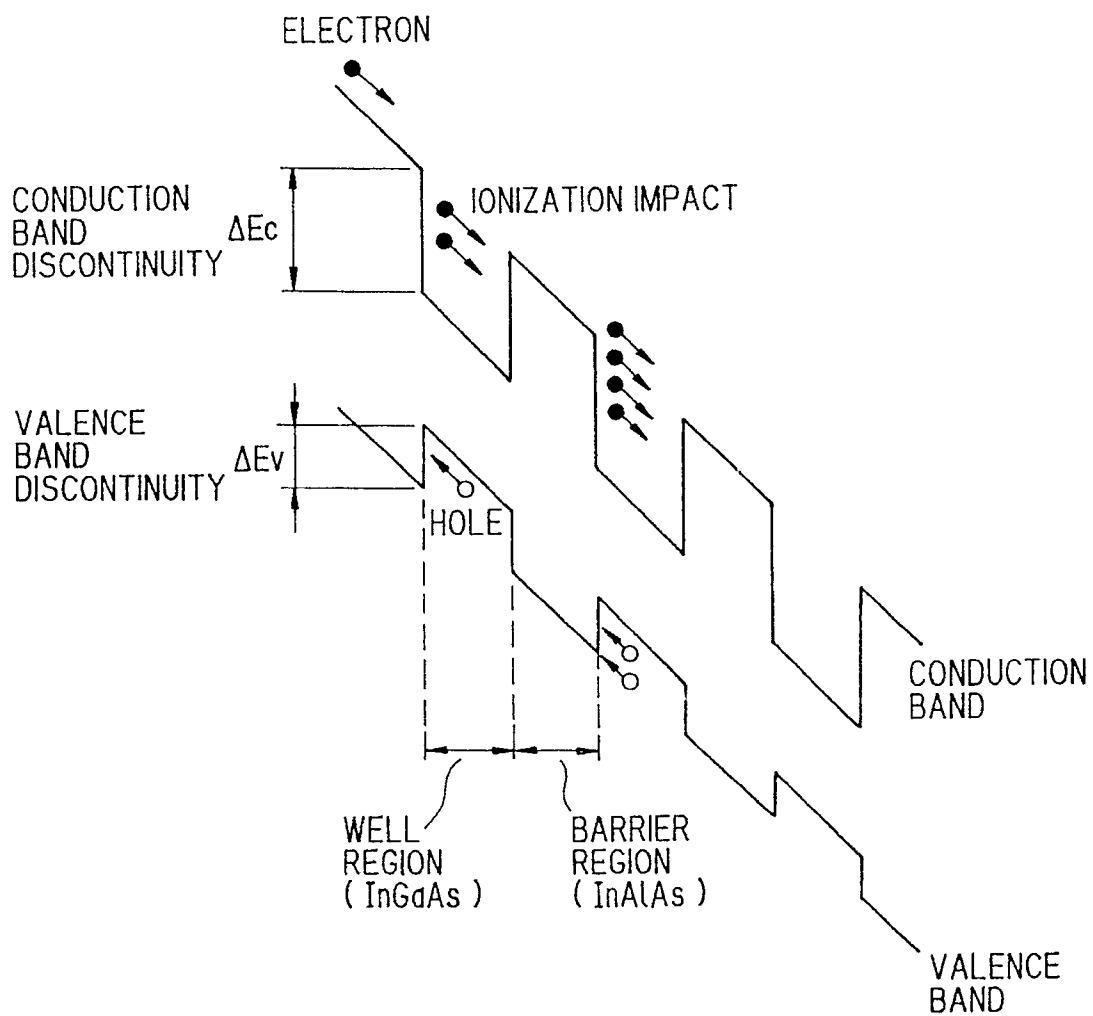 ELECTRON
CONDUCTION
BAND
DISCONTINUITY
ΔEc
IONIZATION IMPACT
VALENCE
BAND
DISCONTINUITY
ΔEv
HOLE
CONDUCTION
BAND
WELL
REGION
( InGaAs )
BARRIER
REGION
( InAlAs )
VALENCE
BAND